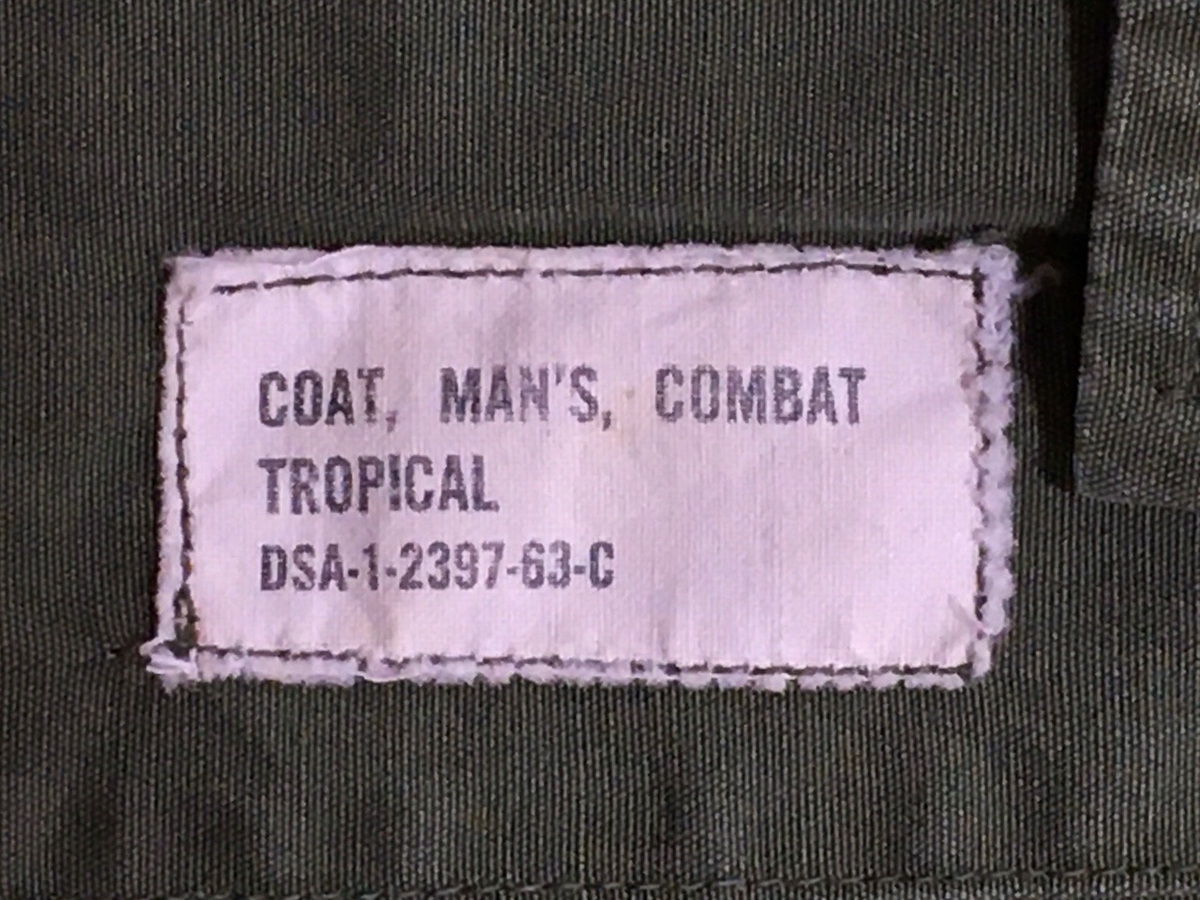 COAT, MAN'S, COMBAT
TROPICAL
DSA-1-2397-63-C